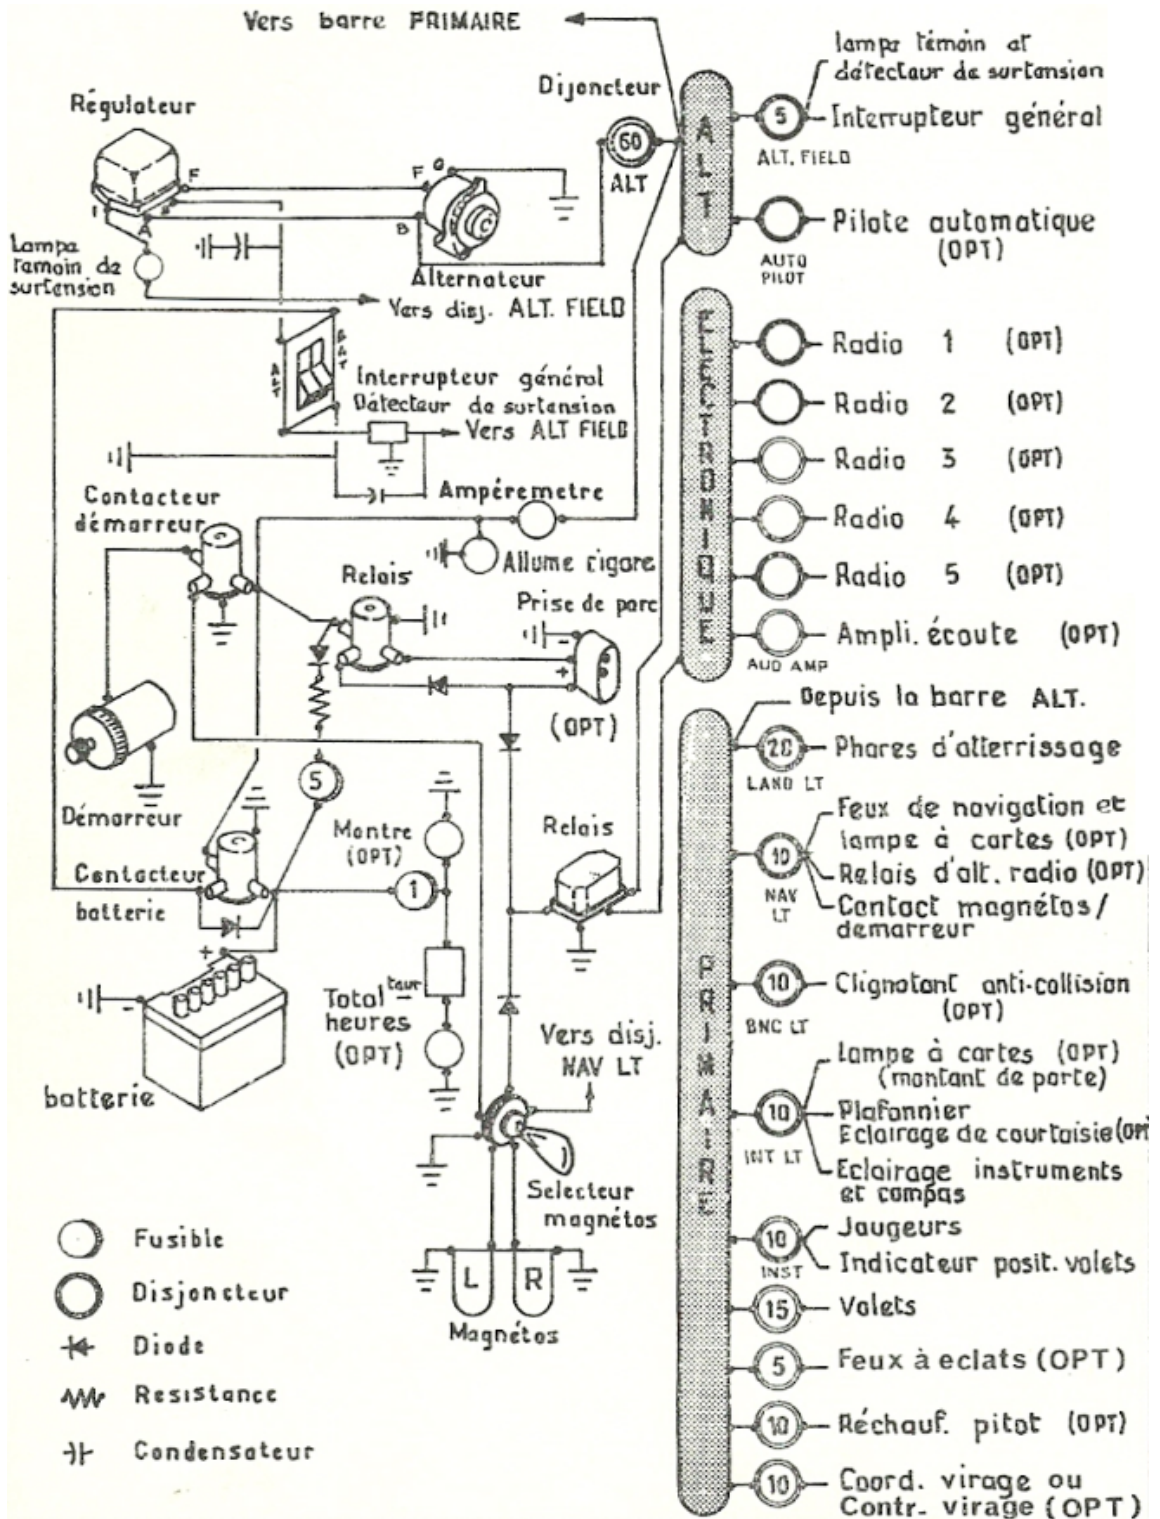 Vers barre PRIMAIRE
Régulateur
F
I
A
S
Lampe
temoin de
surtension
F
G
B
Alternateur
Dijoncteur
60
ALT
Vers disj. ALT. FIELD
ALT
BAT
Interrupteur général
Détecteur de surtension
Vers ALT FIELD
Contacteur
démarreur
Ampéremetre
Allume cigare
Relais
Prise de parc
-
+
(OPT)
5
Démarreur
Montre
(OPT)
Contacteur
batterie
1
Relais
+
-
batterie
Total teur
heures
(OPT)
Vers disj.
NAV LT
Selecteur
magnétos
L
R
Magnétos
Fusible
Disjoncteur
Diode
Resistance
Condensateur
ALT
lampe témoin et
détecteur de surtension
5
Interrupteur général
ALT. FIELD
Pilote automatique
(OPT)
AUTO
PILOT
ELECTRONIQUE
Radio 1 (OPT)
Radio 2 (OPT)
Radio 3 (OPT)
Radio 4 (OPT)
Radio 5 (OPT)
Ampli. écoute (OPT)
AUD AMP
PRIMAIRE
Depuis la barre ALT.
20
Phares d'atterrissage
LAND LT
Feux de navigation et
lampe à cartes (OPT)
10
Relais d'alt. radio (OPT)
NAV
LT
Contact magnétos/
demarreur
10
Clignotant anti-collision
(OPT)
BNC LT
Lampe à cartes (OPT)
(montant de porte)
10
Plafonnier
Eclairage de courtoisie (OPT
INT LT
Eclairage instruments
et compas
10
Jaugeurs
INST
Indicateur posit. volets
15
Volets
5
Feux à eclats (OPT)
10
Réchauf. pitot (OPT)
10
Coord. virage ou
Contr. virage (OPT)